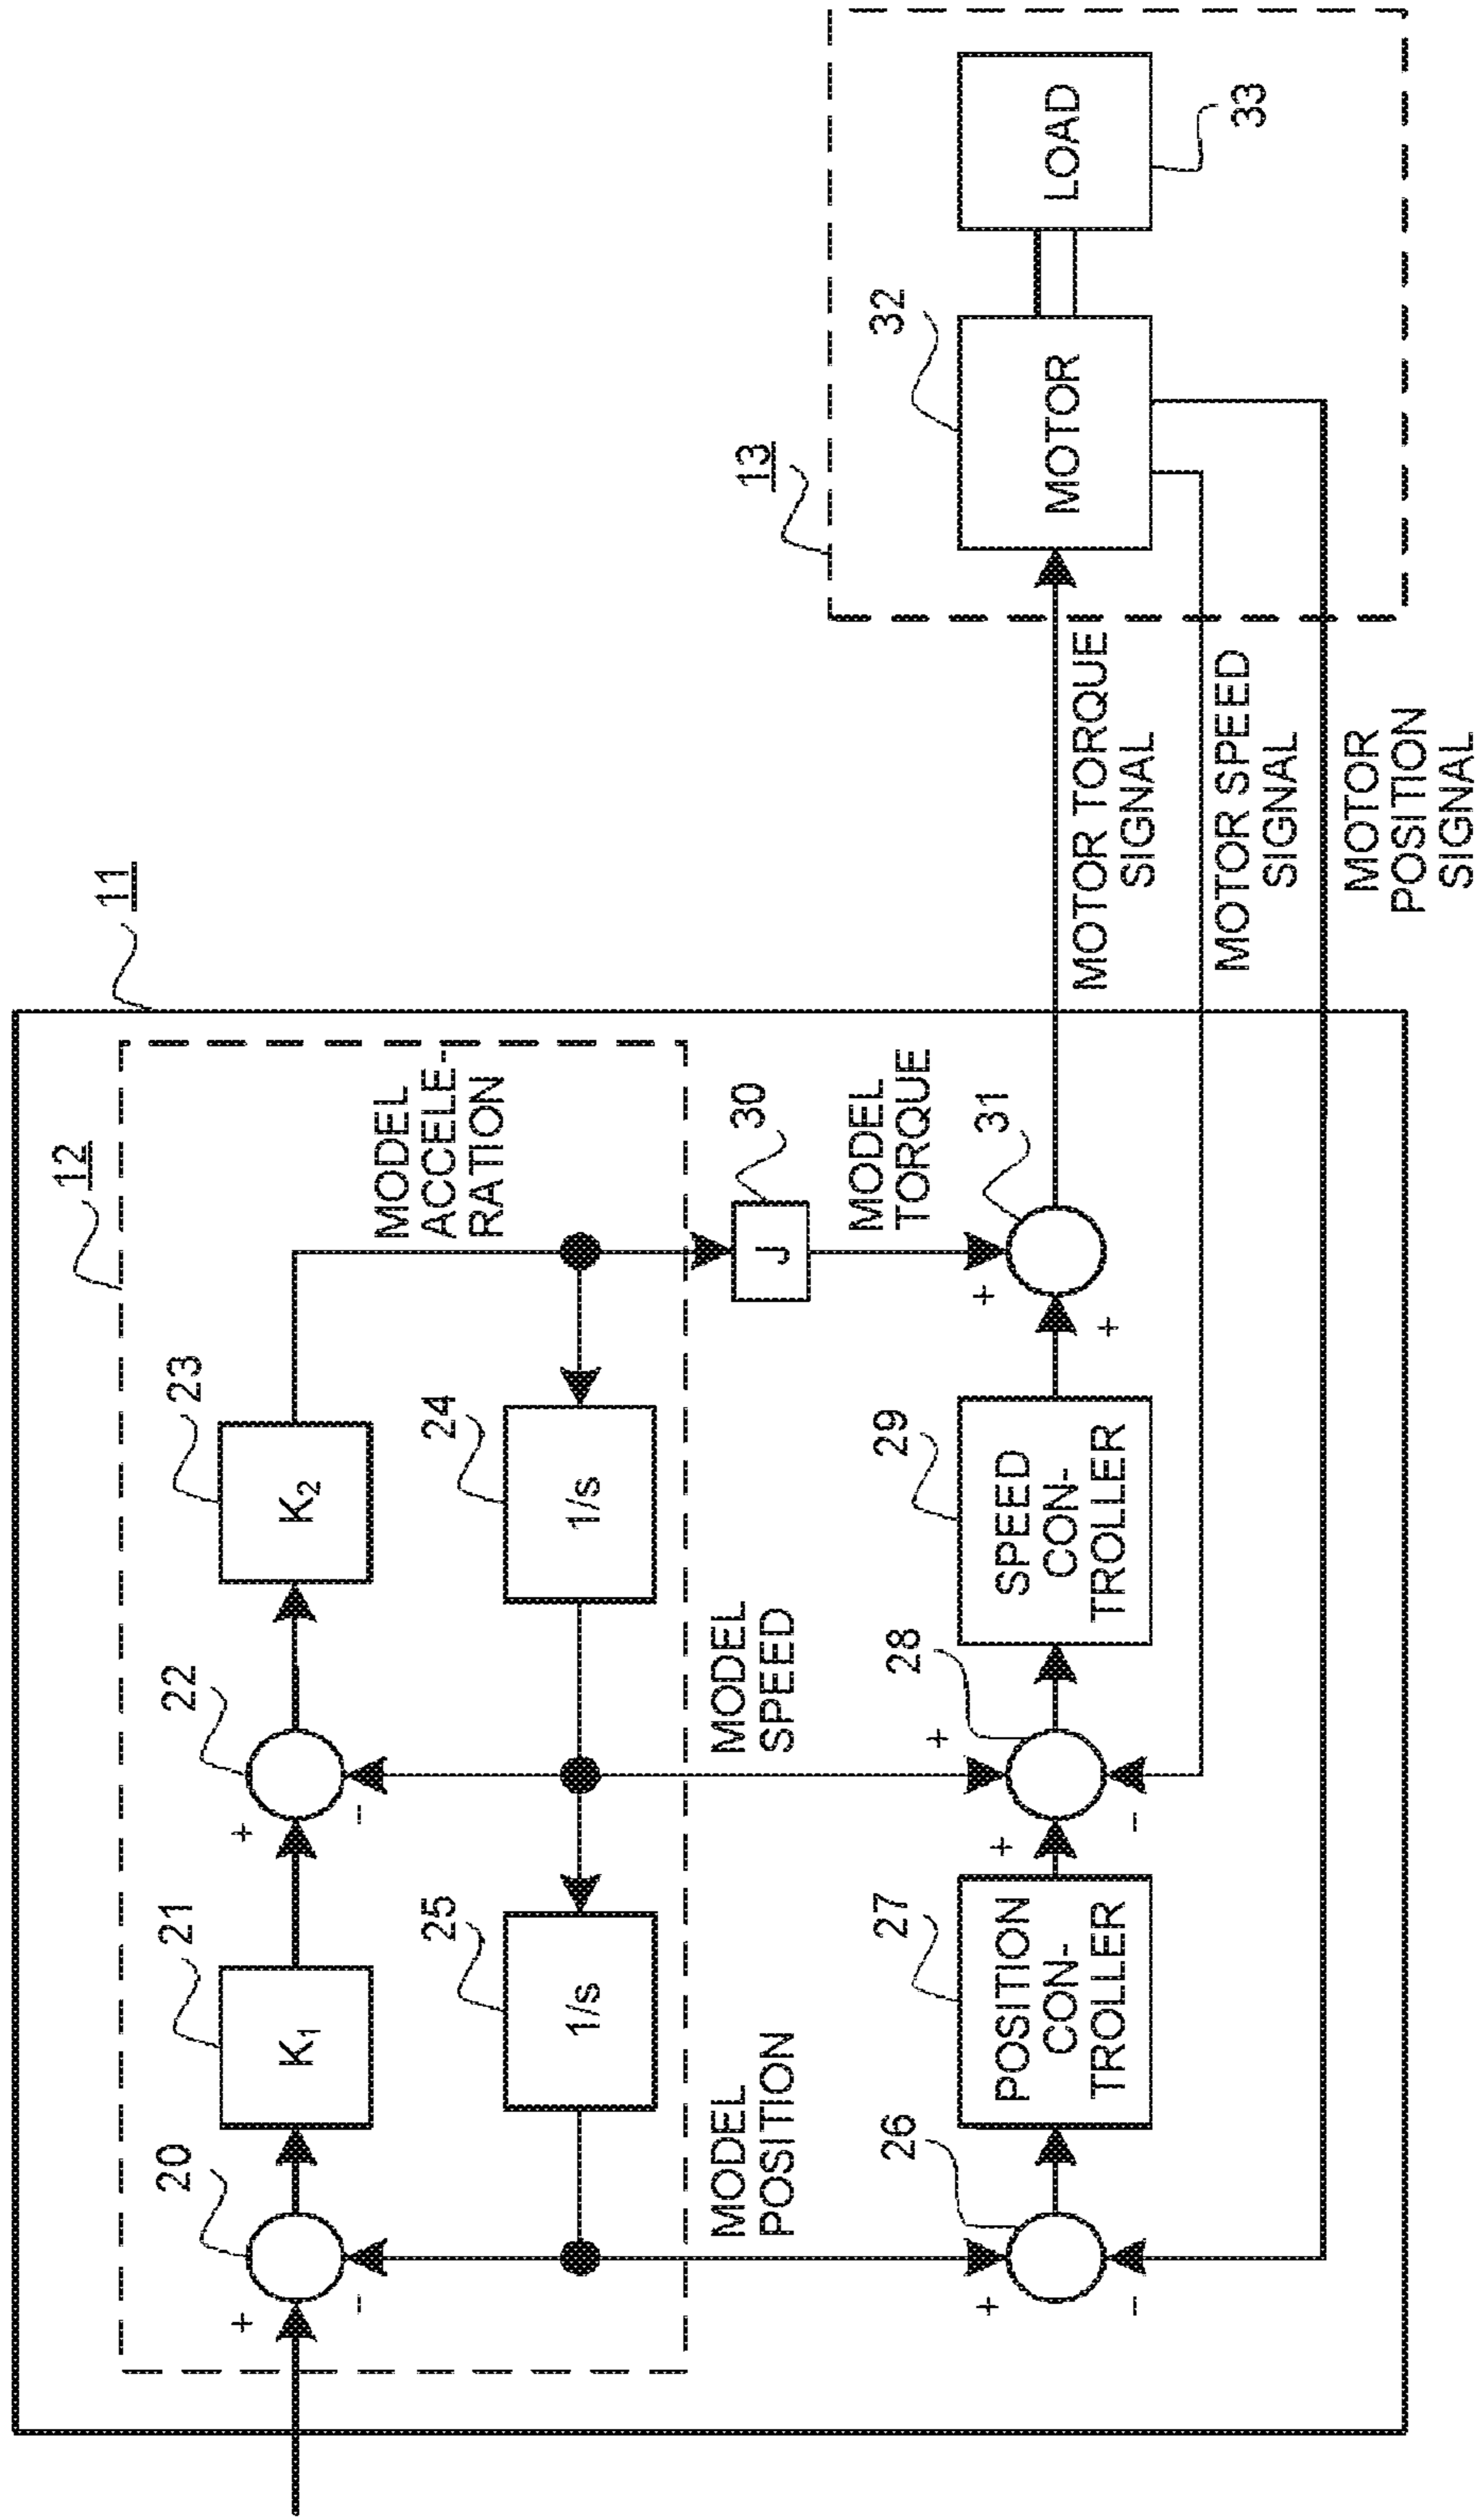 11
12
20
+
-
21
K₁
22
+
-
23
K₂
MODEL
ACCELE-
RATION
25
1/s
24
1/s
MODEL
POSITION
MODEL
SPEED
30
J
MODEL
TORQUE
26
+
-
27
POSITION
CON-
TROLLER
28
+
+
-
29
SPEED
CON-
TROLLER
31
+
+
MOTOR TORQUE
SIGNAL
MOTOR SPEED
SIGNAL
MOTOR
POSITION
SIGNAL
13
32
MOTOR
LOAD
33